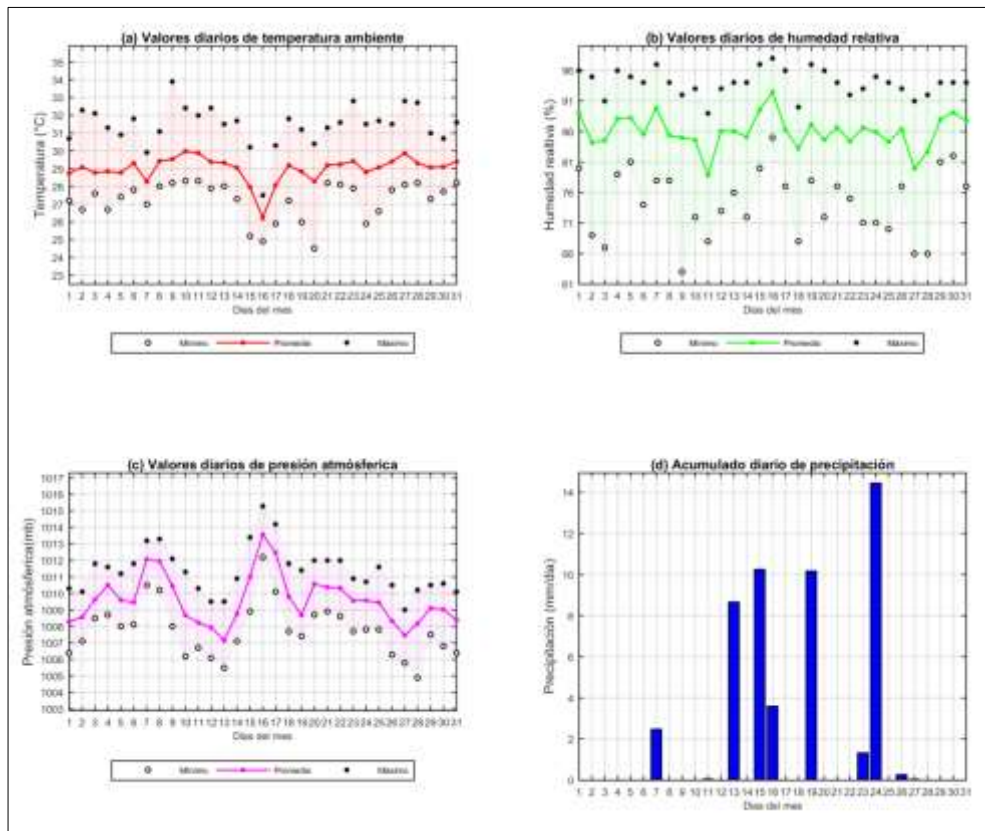 (a) Valores diarios de temperatura ambiente
35
34
33
32
31
30
29
28
27
26
25
24
23
Temperatura (°C)
1 2 3 4 5 6 7 8 9 10 11 12 13 14 15 16 17 18 19 20 21 22 23 24 25 26 27 28 29 30 31
Dias del mes
Mínimo Promedio Máximo
(b) Valores diarios de humedad relativa
96
91
86
81
76
71
66
61
Humedad realtiva (%)
1 2 3 4 5 6 7 8 9 10 11 12 13 14 15 16 17 18 19 20 21 22 23 24 25 26 27 28 29 30 31
Dias del mes
Mínimo Promedio Máximo
(c) Valores diarios de presión atmósferica
1017
1016
1015
1014
1013
1012
1011
1010
1009
1008
1007
1006
1005
1004
1003
Presión atmósferica(mb)
1 2 3 4 5 6 7 8 9 10 11 12 13 14 15 16 17 18 19 20 21 22 23 24 25 26 27 28 29 30 31
Dias del mes
Mínimo Promedio Máximo
(d) Acumulado diario de precipitación
14
12
10
8
6
4
2
0
Precipitación (mm/día)
1 2 3 4 5 6 7 8 9 10 11 12 13 14 15 16 17 18 19 20 21 22 23 24 25 26 27 28 29 30 31
Dias del mes